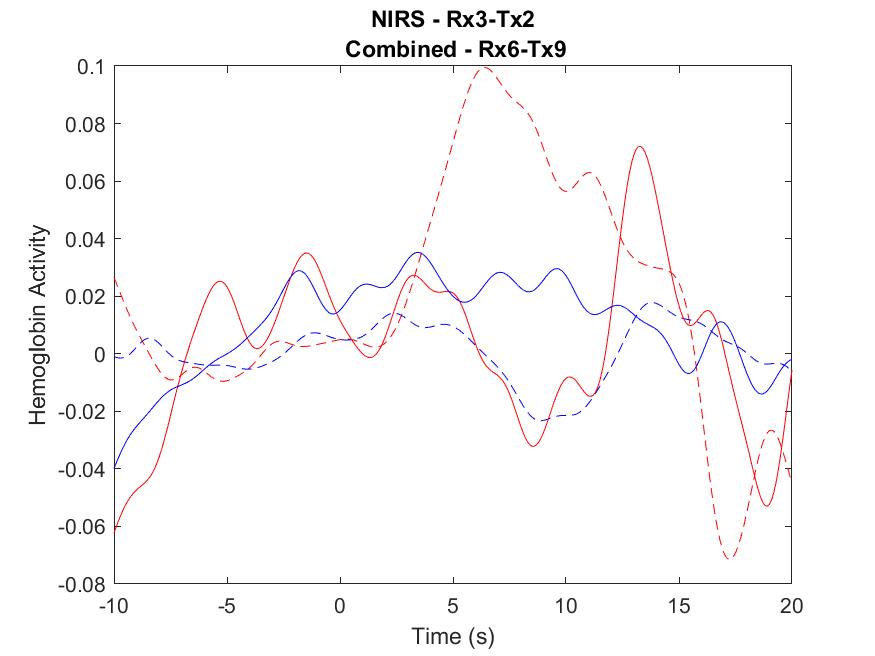 NIRS - Rx3-Tx2
Combined - Rx6-Tx9
0.1
0.08
0.06
0.04
0.02
0
-0.02
-0.04
-0.06
-0.08
Hemoglobin Activity
-10 -5 0 5 10 15 20
Time (s)